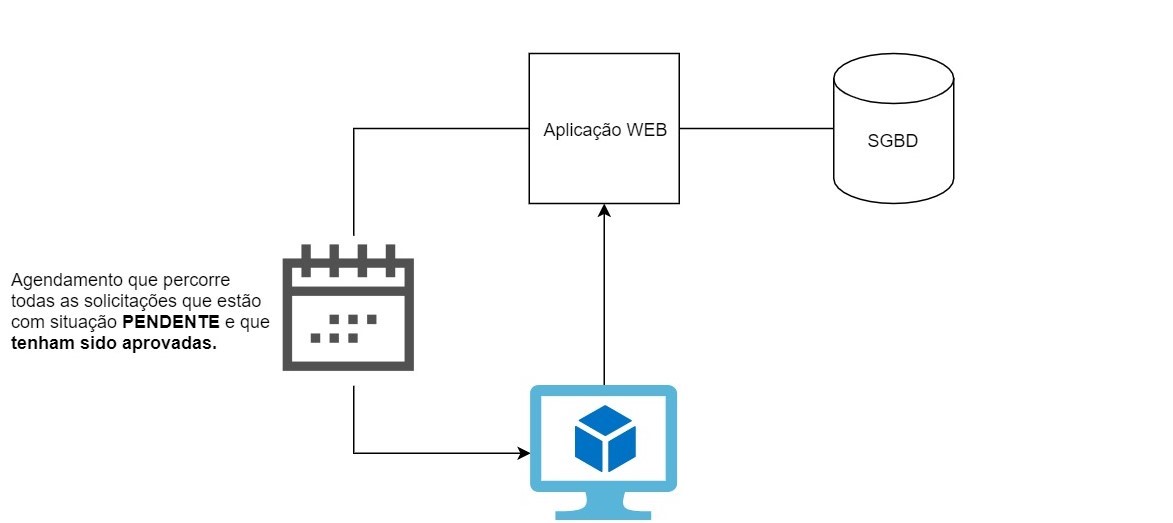 Aplicação WEB
SGBD
Agendamento que percorre
todas as solicitações que estão
com situação PENDENTE e que
tenham sido aprovadas.